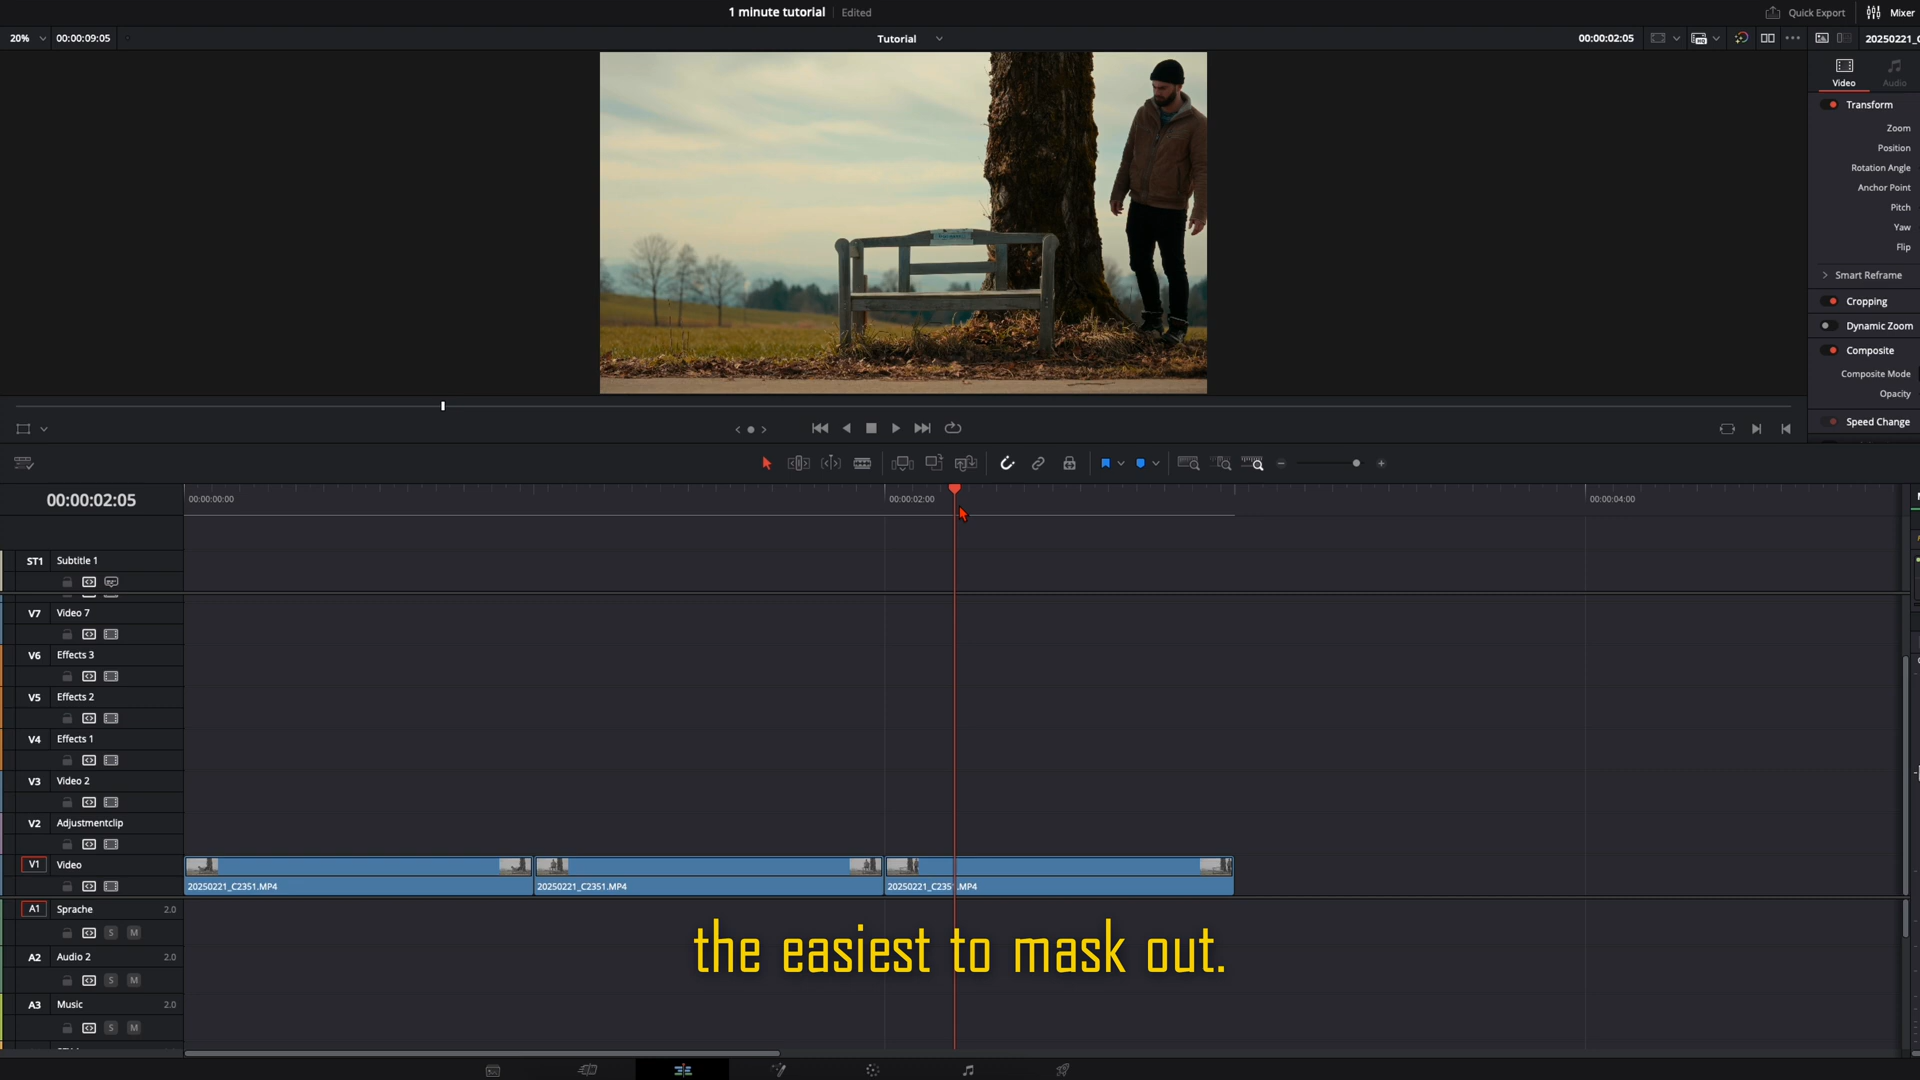 1 minute tutorial Edited
Quick Export Mixer
20% 00:00:09:05 Tutorial 00:00:02:05 20250221_C
Video Audio
Transform
Zoom
Position
Rotation Angle
Anchor Point
Pitch
Yaw
Flip
Smart Reframe
Cropping
Dynamic Zoom
Composite
Composite Mode
Opacity
Speed Change
00:00:02:05 00:00:00:00 00:00:02:00 00:00:04:00
ST1 Subtitle 1
V7 Video 7
V6 Effects 3
V5 Effects 2
V4 Effects 1
V3 Video 2
V2 Adjustmentclip
V1 Video
20250221_C2351.MP4 20250221_C2351.MP4 20250221_C2351.MP4
A1 Sprache 2.0
S M
the easiest to mask out.
A2 Audio 2 2.0
S M
A3 Music 2.0
S M